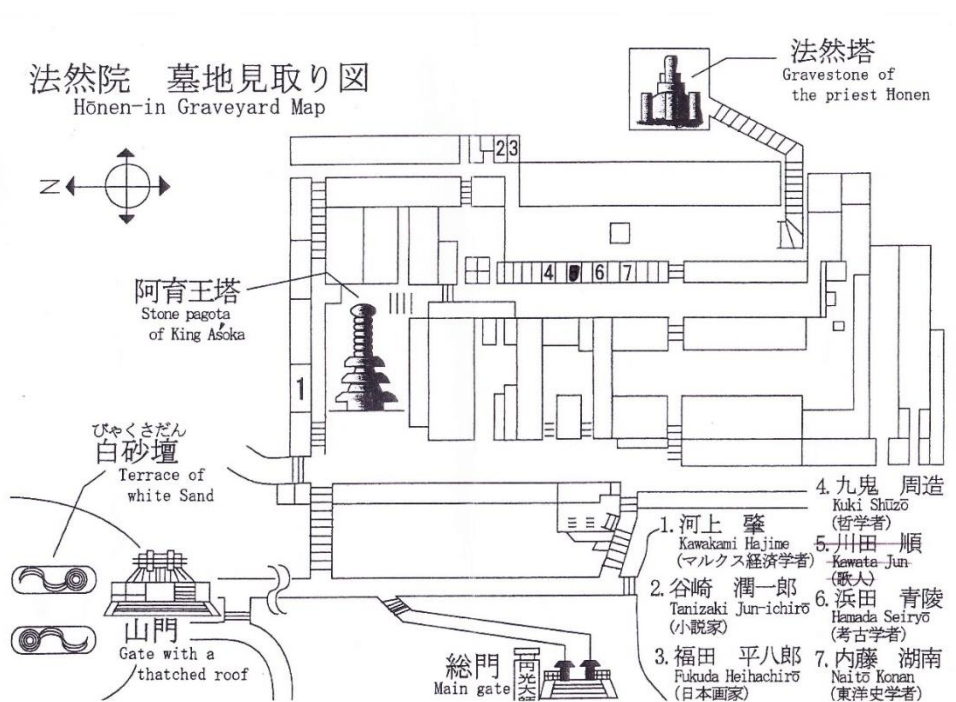 法然院　墓地見取り図
Hōnen-in Graveyard Map
法然塔
Gravestone of
the priest Honen
N
2 3
4 5 6 7
阿育王塔
Stone pagota
of King Aśoka
1
びゃくさだん
白砂壇
Terrace of
white Sand
山門
Gate with a
thatched roof
総門
Main gate
円光大師
1. 河上　肇
Kawakami Hajime
(マルクス経済学者)
2. 谷崎　潤一郎
Tanizaki Jun-ichirō
(小説家)
3. 福田　平八郎
Fukuda Heihachirō
(日本画家)
4. 九鬼　周造
Kuki Shūzō
(哲学者)
5. 川田　順
Kawata Jun
(歌人)
6. 浜田　青陵
Hamada Seiryō
(考古学者)
7. 内藤　湖南
Naitō Konan
(東洋史学者)